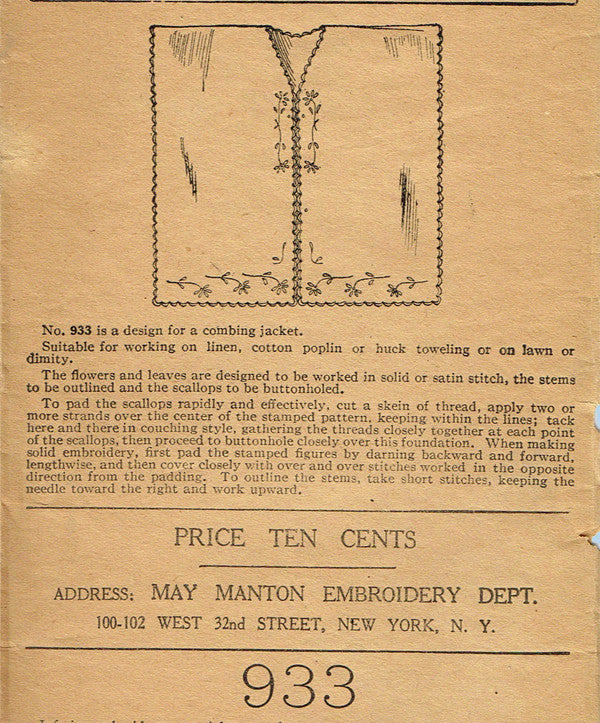 No. 933 is a design for a combing jacket.
Suitable for working on linen, cotton poplin or huck toweling or on lawn or
dimity.
The flowers and leaves are designed to be worked in solid or satin stitch, the stems
to be outlined and the scallops to be buttonholed.
To pad the scallops rapidly and effectively, cut a skein of thread, apply two or
more strands over the center of the stamped pattern, keeping within the lines; tack
here and there in couching style, gathering the threads closely together at each point
of the scallops, then proceed to buttonhole closely over this foundation. When making
solid embroidery, first pad the stamped figures by darning backward and forward,
lengthwise, and then cover closely with over and over stitches worked in the opposite
direction from the padding. To outline the stems, take short stitches, keeping the
needle toward the right and work upward.
PRICE TEN CENTS
ADDRESS: MAY MANTON EMBROIDERY DEPT.
100-102 WEST 32nd STREET, NEW YORK, N. Y.
933